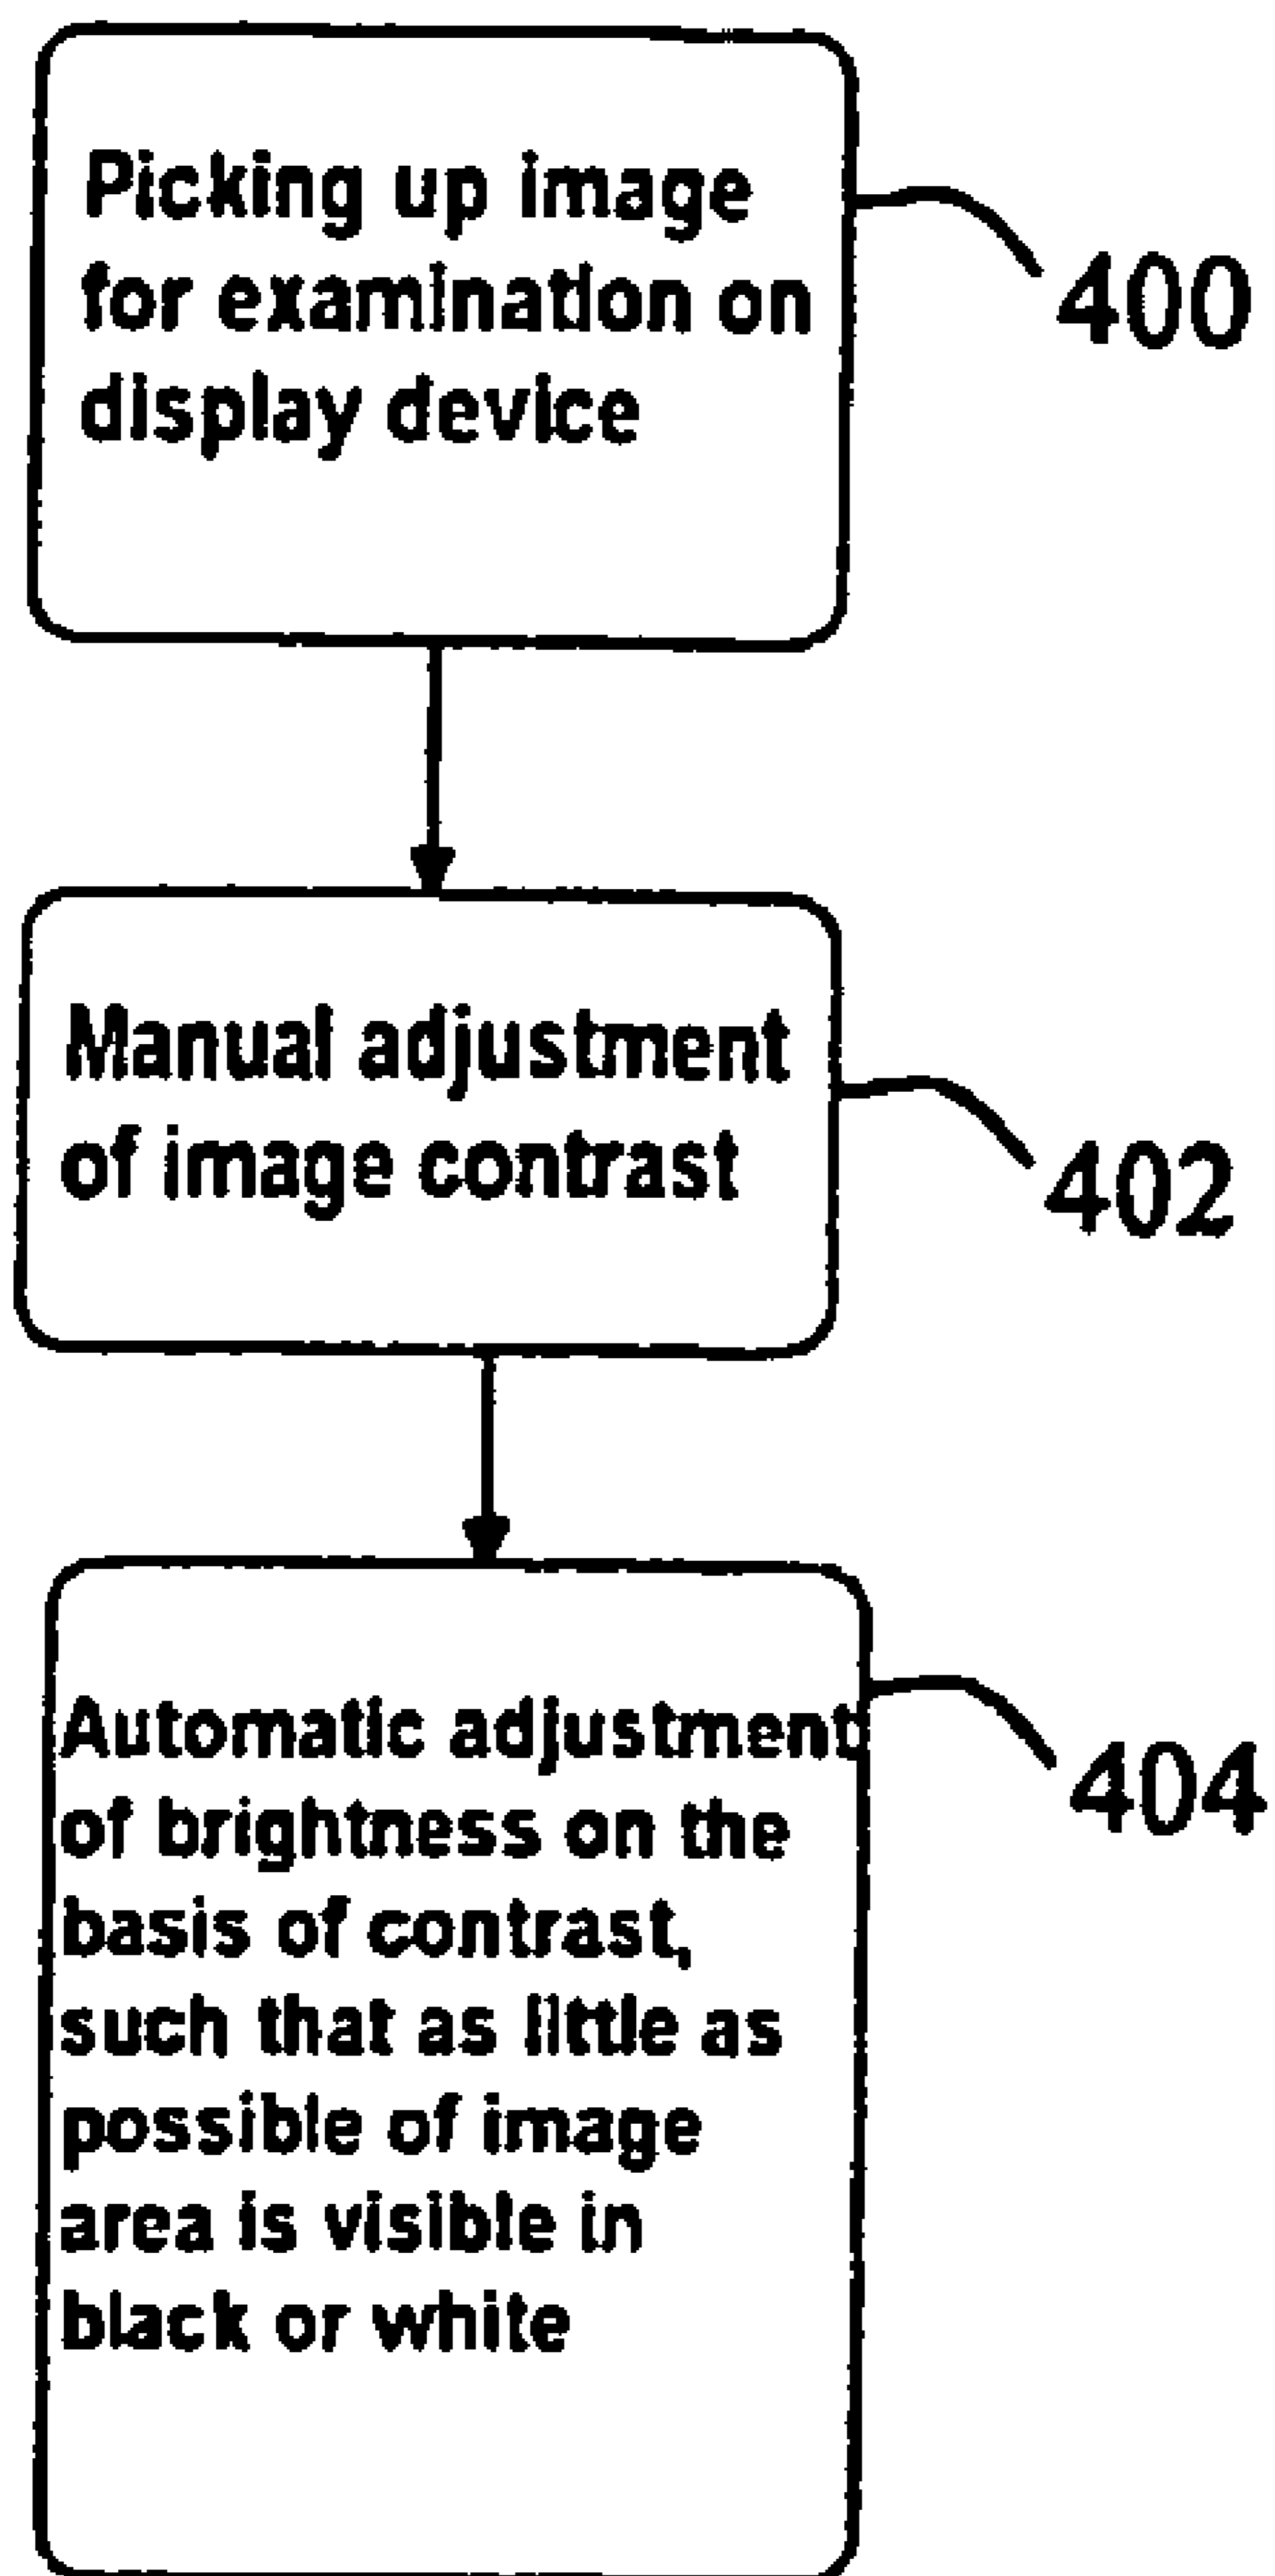 Picking up image
for examination on
display device
400
Manual adjustment
of image contrast
402
Automatic adjustment
of brightness on the
basis of contrast,
such that as little as
possible of image
area is visible in
black or white
404